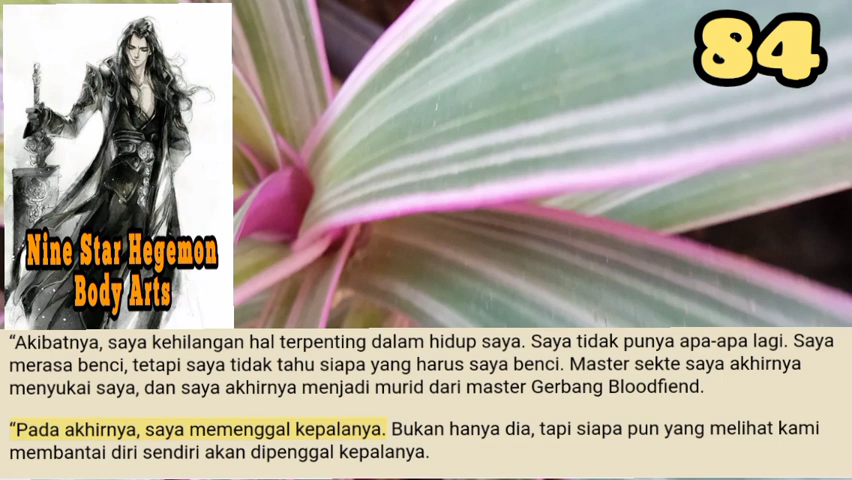 84
Nine Star Hegemon
Body Arts
“Akibatnya, saya kehilangan hal terpenting dalam hidup saya. Saya tidak punya apa-apa lagi. Saya
merasa benci, tetapi saya tidak tahu siapa yang harus saya benci. Master sekte saya akhirnya
menyukai saya, dan saya akhirnya menjadi murid dari master Gerbang Bloodfiend.
“Pada akhirnya, saya memenggal kepalanya. Bukan hanya dia, tapi siapa pun yang melihat kami
membantai diri sendiri akan dipenggal kepalanya.